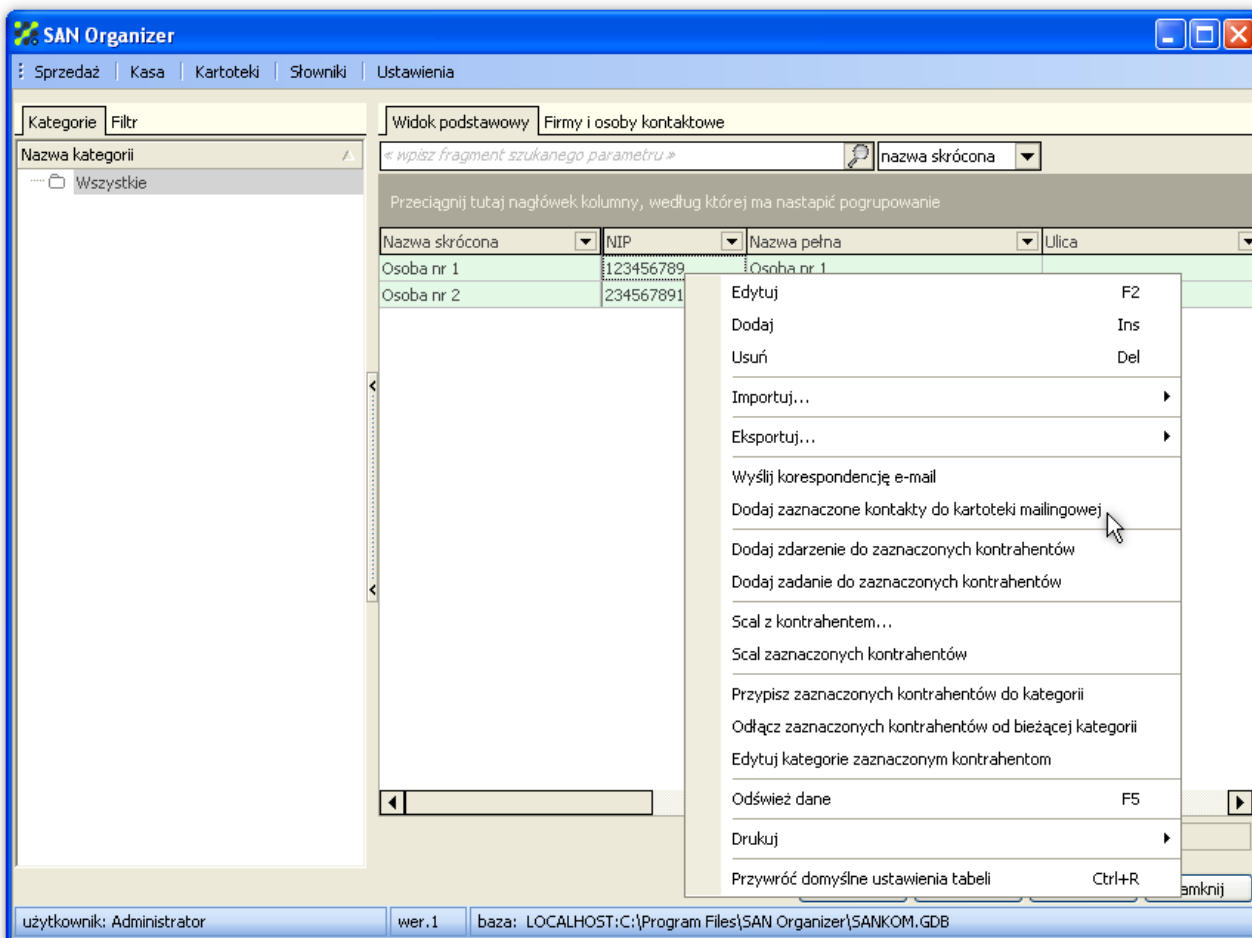 SAN Organizer
Sprzedaż Kasa Kartoteki Słowniki Ustawienia
Kategorie Filtr
Widok podstawowy Firmy i osoby kontaktowe
Nazwa kategorii
« wpisz fragment szukanego parametru » nazwa skrócona
Wszystkie
Przeciągnij tutaj nagłówek kolumny, według której ma nastapić pogrupowanie
Nazwa skrócona NIP Nazwa pełna Ulica
Osoba nr 1 123456789 Osoba nr 1
Osoba nr 2 234567891
Edytuj F2
Dodaj Ins
Usuń Del
Importuj...
Eksportuj...
Wyślij korespondencję e-mail
Dodaj zaznaczone kontakty do kartoteki mailingowej
Dodaj zdarzenie do zaznaczonych kontrahentów
Dodaj zadanie do zaznaczonych kontrahentów
Scal z kontrahentem...
Scal zaznaczonych kontrahentów
Przypisz zaznaczonych kontrahentów do kategorii
Odłącz zaznaczonych kontrahentów od bieżącej kategorii
Edytuj kategorie zaznaczonym kontrahentom
Odśwież dane F5
Drukuj
Przywróć domyślne ustawienia tabeli Ctrl+R
amknij
użytkownik: Administrator wer.1 baza: LOCALHOST:C:\Program Files\SAN Organizer\SANKOM.GDB